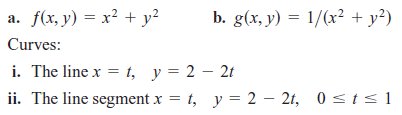 a. f(x, y) = x² + y² b. g(x, y) = 1/(x² + y²)
Curves:
i. The line x = t, y = 2 − 2t
ii. The line segment x = t, y = 2 − 2t, 0 ≤ t ≤ 1